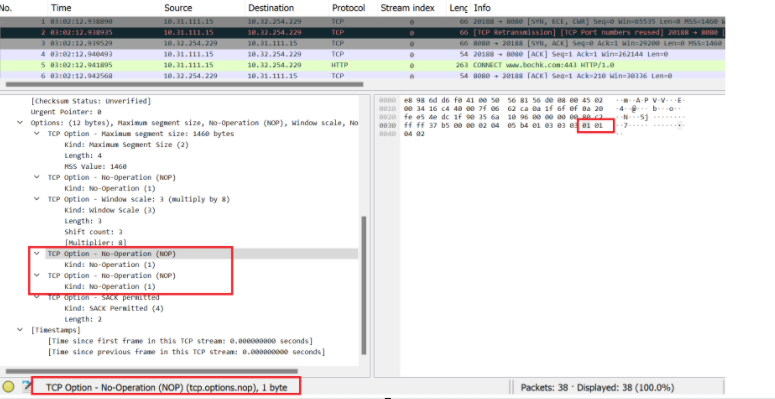 No. Time Source Destination Protocol Stream index Leng Info
1 03:02:12.938890 10.31.111.15 10.32.254.229 TCP 0 66 20188 → 8080 [SYN, ECE, CWR] Seq=0 Win=65535 Len=0 MSS=1460
2 03:02:12.938935 10.31.111.15 10.32.254.229 TCP 0 66 [TCP Retransmission] [TCP Port numbers reused] 20188 → 8080 [
3 03:02:12.939529 10.32.254.229 10.31.111.15 TCP 0 66 8080 → 20188 [SYN, ACK] Seq=0 Ack=1 Win=29200 Len=0 MSS=1460
4 03:02:12.940493 10.31.111.15 10.32.254.229 TCP 0 54 20188 → 8080 [ACK] Seq=1 Ack=1 Win=262144 Len=0
5 03:02:12.941895 10.31.111.15 10.32.254.229 HTTP 0 263 CONNECT www.bochk.com:443 HTTP/1.0
6 03:02:12.942568 10.32.254.229 10.31.111.15 TCP 0 54 8080 → 20188 [ACK] Seq=1 Ack=210 Win=30336 Len=0
[Checksum Status: Unverified]
Urgent Pointer: 0
Options: (12 bytes), Maximum segment size, No-Operation (NOP), Window scale, No
TCP Option - Maximum segment size: 1460 bytes
Kind: Maximum Segment Size (2)
Length: 4
MSS Value: 1460
TCP Option - No-Operation (NOP)
Kind: No-Operation (1)
TCP Option - Window scale: 3 (multiply by 8)
Kind: Window Scale (3)
Length: 3
Shift count: 3
[Multiplier: 8]
TCP Option - No-Operation (NOP)
Kind: No-Operation (1)
TCP Option - No-Operation (NOP)
Kind: No-Operation (1)
TCP Option - SACK permitted
Kind: SACK Permitted (4)
Length: 2
[Timestamps]
[Time since first frame in this TCP stream: 0.000000000 seconds]
[Time since previous frame in this TCP stream: 0.000000000 seconds]
0000 e8 98 6d d6 f0 41 00 50 56 81 56 d0 08 00 45 02
0010 00 34 16 c4 40 00 7f 06 62 ca 0a 1f 6f 0f 0a 20
0020 fe e5 4e dc 1f 90 35 6a 10 96 00 00 00 00 80 c2
0030 ff ff 37 b5 00 00 02 04 05 b4 01 03 03 03 01 01
0040 04 02
TCP Option - No-Operation (NOP) (tcp.options.nop), 1 byte
Packets: 38 · Displayed: 38 (100.0%)